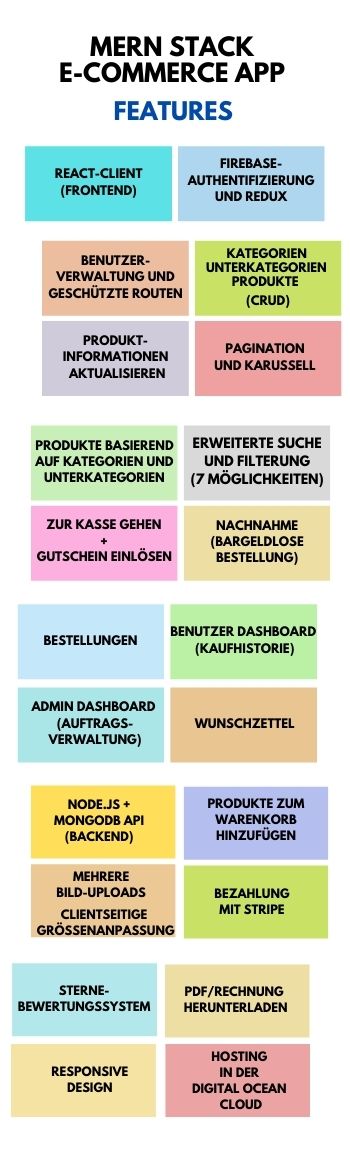 MERN STACK
E-COMMERCE APP
FEATURES
REACT-CLIENT
(FRONTEND)
FIREBASE-
AUTHENTIFIZIERUNG
UND REDUX
BENUTZER-
VERWALTUNG UND
GESCHÜTZTE ROUTEN
KATEGORIEN
UNTERKATEGORIEN
PRODUKTE
(CRUD)
PRODUKT-
INFORMATIONEN
AKTUALISIEREN
PAGINATION
UND KARUSSELL
PRODUKTE BASIEREND
AUF KATEGORIEN UND
UNTERKATEGORIEN
ERWEITERTE SUCHE
UND FILTERUNG
(7 MÖGLICHKEITEN)
ZUR KASSE GEHEN
+
GUTSCHEIN EINLÖSEN
NACHNAHME
(BARGELDLOSE
BESTELLUNG)
BESTELLUNGEN
BENUTZER DASHBOARD
(KAUFHISTORIE)
ADMIN DASHBOARD
(AUFTRAGS-
VERWALTUNG)
WUNSCHZETTEL
NODE.JS +
MONGODB API
(BACKEND)
PRODUKTE ZUM
WARENKORB
HINZUFÜGEN
MEHRERE
BILD-UPLOADS
CLIENTSEITIGE
GRÖSSENANPASSUNG
BEZAHLUNG
MIT STRIPE
STERNE-
BEWERTUNGSSYSTEM
PDF/RECHNUNG
HERUNTERLADEN
RESPONSIVE
DESIGN
HOSTING
IN DER
DIGITAL OCEAN
CLOUD